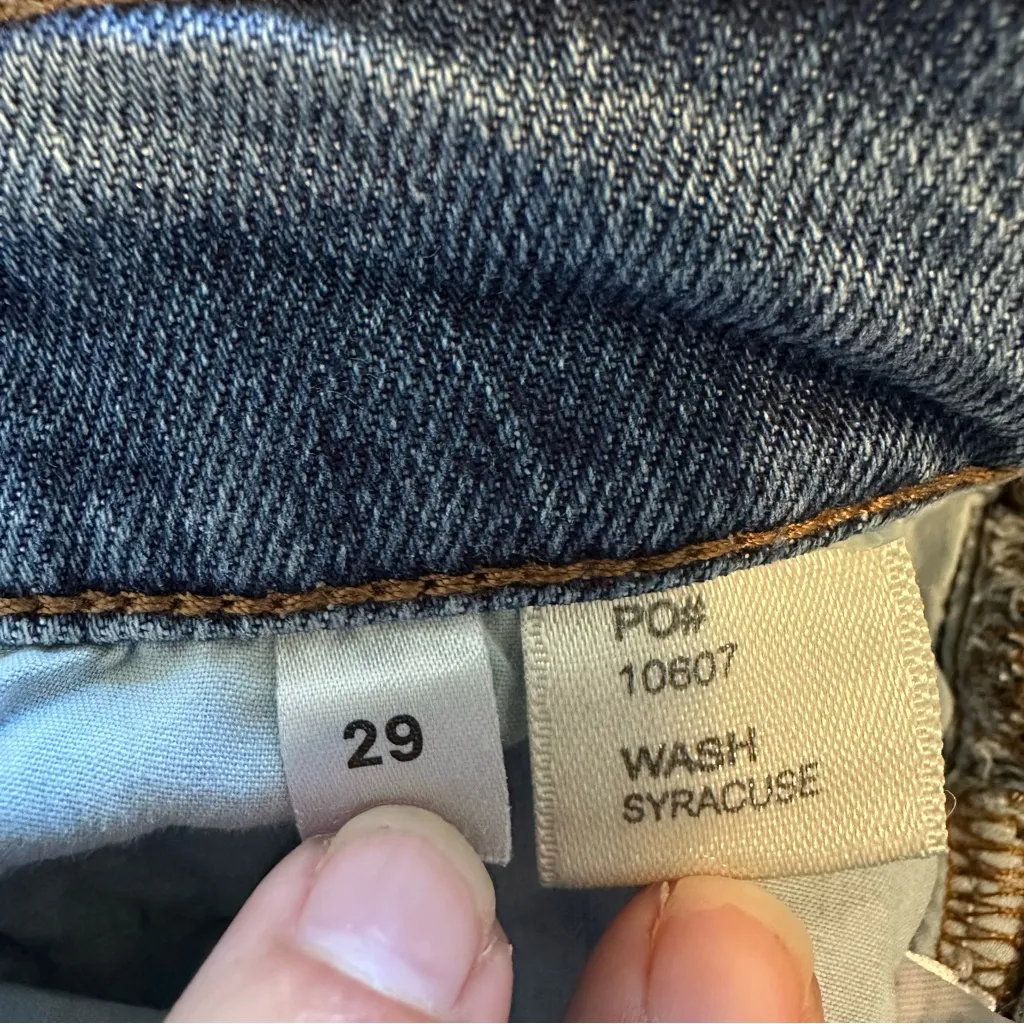 29
PO#
10607
WASH
SYRACUSE